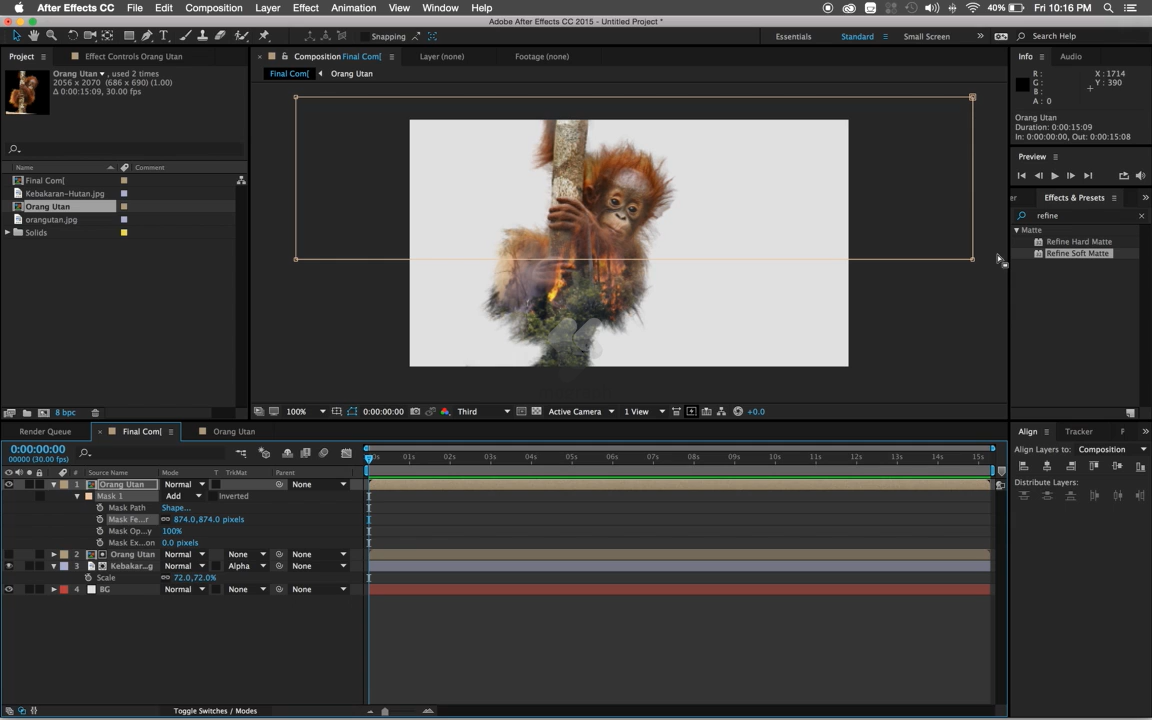 After Effects CC File Edit Composition Layer Effect Animation View Window Help 40% Fri 10:16 PM
Adobe After Effects CC 2015 - Untitled Project *
Snapping Essentials Standard Small Screen Search Help
Project Effect Controls Orang Utan Composition Final Com[ Layer (none) Footage (none) Info Audio
Orang Utan , used 2 times
2056 x 2070 (686 x 690) (1.00)
Δ 0:00:15:09, 30.00 fps
Final Com[ Orang Utan
R :
G :
B :
A : 0
X : 1714
Y : 390
Orang Utan
Duration: 0:00:15:09
In: 0:00:00:00, Out: 0:00:15:08
Preview
Effects & Presets
refine
Matte
Refine Hard Matte
Refine Soft Matte
Name Comment
Final Com[
Kebakaran-Hutan.jpg
Orang Utan
orangutan.jpg
Solids
8 bpc
100% 0:00:00:00 Third Active Camera 1 View +0.0
Render Queue Final Com[ Orang Utan
Align Tracker F
0:00:00:00
00000 (30.00 fps)
Align Layers to: Composition
Distribute Layers:
# Source Name Mode T TrkMat Parent
01s 02s 03s 04s 05s 06s 07s 08s 09s 10s 11s 12s 13s 14s 15s
1 Orang Utan Normal None
Mask 1 Add Inverted
Mask Path Shape...
Mask Fe...r 874.0,874.0 pixels
Mask Op...y 100%
Mask Ex...on 0.0 pixels
2 Orang Utan Normal None None
3 Kebakar...g Normal Alpha None
Scale 72.0,72.0%
4 BG Normal None None
Toggle Switches / Modes